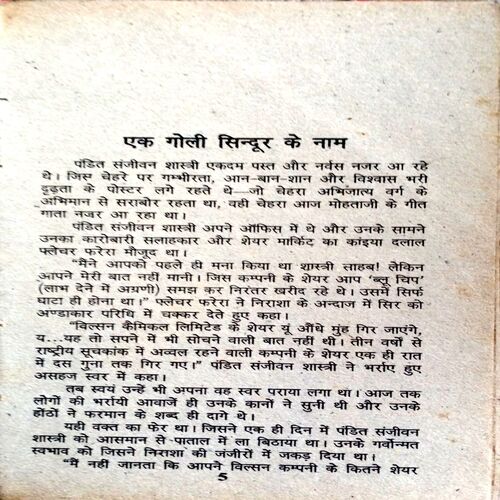 एक गोली सिन्दूर के नाम
पंडित संजीवन शास्त्री एकदम पस्त और नर्वस नजर आ रहे
थे। जिस चेहरे पर गम्भीरता, आन-बान-शान और विश्वास भरी
दृढ़ता के पोस्टर लगे रहते थे—जो चेहरा अभिजात्य वर्ग के
अभिमान से सराबोर रहता था, वही चेहरा आज मोहताजी के गीत
गाता नजर आ रहा था।
पंडित संजीवन शास्त्री अपने ऑफिस में थे और उनके सामने
उनका कारोबारी सलाहकार और शेयर मार्किट का कांइया दलाल
फ्लैचर फरेरा मौजूद था।
“मैंने आपको पहले ही मना किया था शास्त्री साहब! लेकिन
आपने मेरी बात नहीं मानी। जिस कम्पनी के शेयर आप ‘ब्लू चिप’
(लाभ देने में अग्रणी) समझ कर निरंतर खरीद रहे थे। उसमें सिर्फ
घाटा ही होना था।” फ्लैचर फरेरा ने निराशा के अन्दाज में सिर को
अण्डाकार परिधि में चक्कर देते हुए कहा।
“विल्सन कैमिकल लिमिटेड के शेयर यूं औंधे मुंह गिर जाएंगे,
य...यह तो सपने में भी सोचने वाली बात नहीं थी। तीन वर्षों से
राष्ट्रीय सूचकांक में अव्वल रहने वाली कम्पनी के शेयर एक ही रात
में दस गुना तक गिर गए।” पंडित संजीवन शास्त्री ने भर्राए हुए
असहज स्वर में कहा।
तब स्वयं उन्हें भी अपना वह स्वर पराया लगा था। आज तक
लोगों की भर्रायी आवाजें ही उनके कानों ने सुनी थी और उनके
होंठों ने फरमान के शब्द ही दागे थे।
यही वक्त का फेर था। जिसने एक ही दिन में पंडित संजीवन
शास्त्री को आसमान से पाताल में ला बिठाया था। उनके गर्वोन्मत
स्वभाव को जिसने निराशा की जंजीरों में जकड़ दिया था।
“मैं नहीं जानता कि आपने विल्सन कम्पनी के कितने शेयर
5